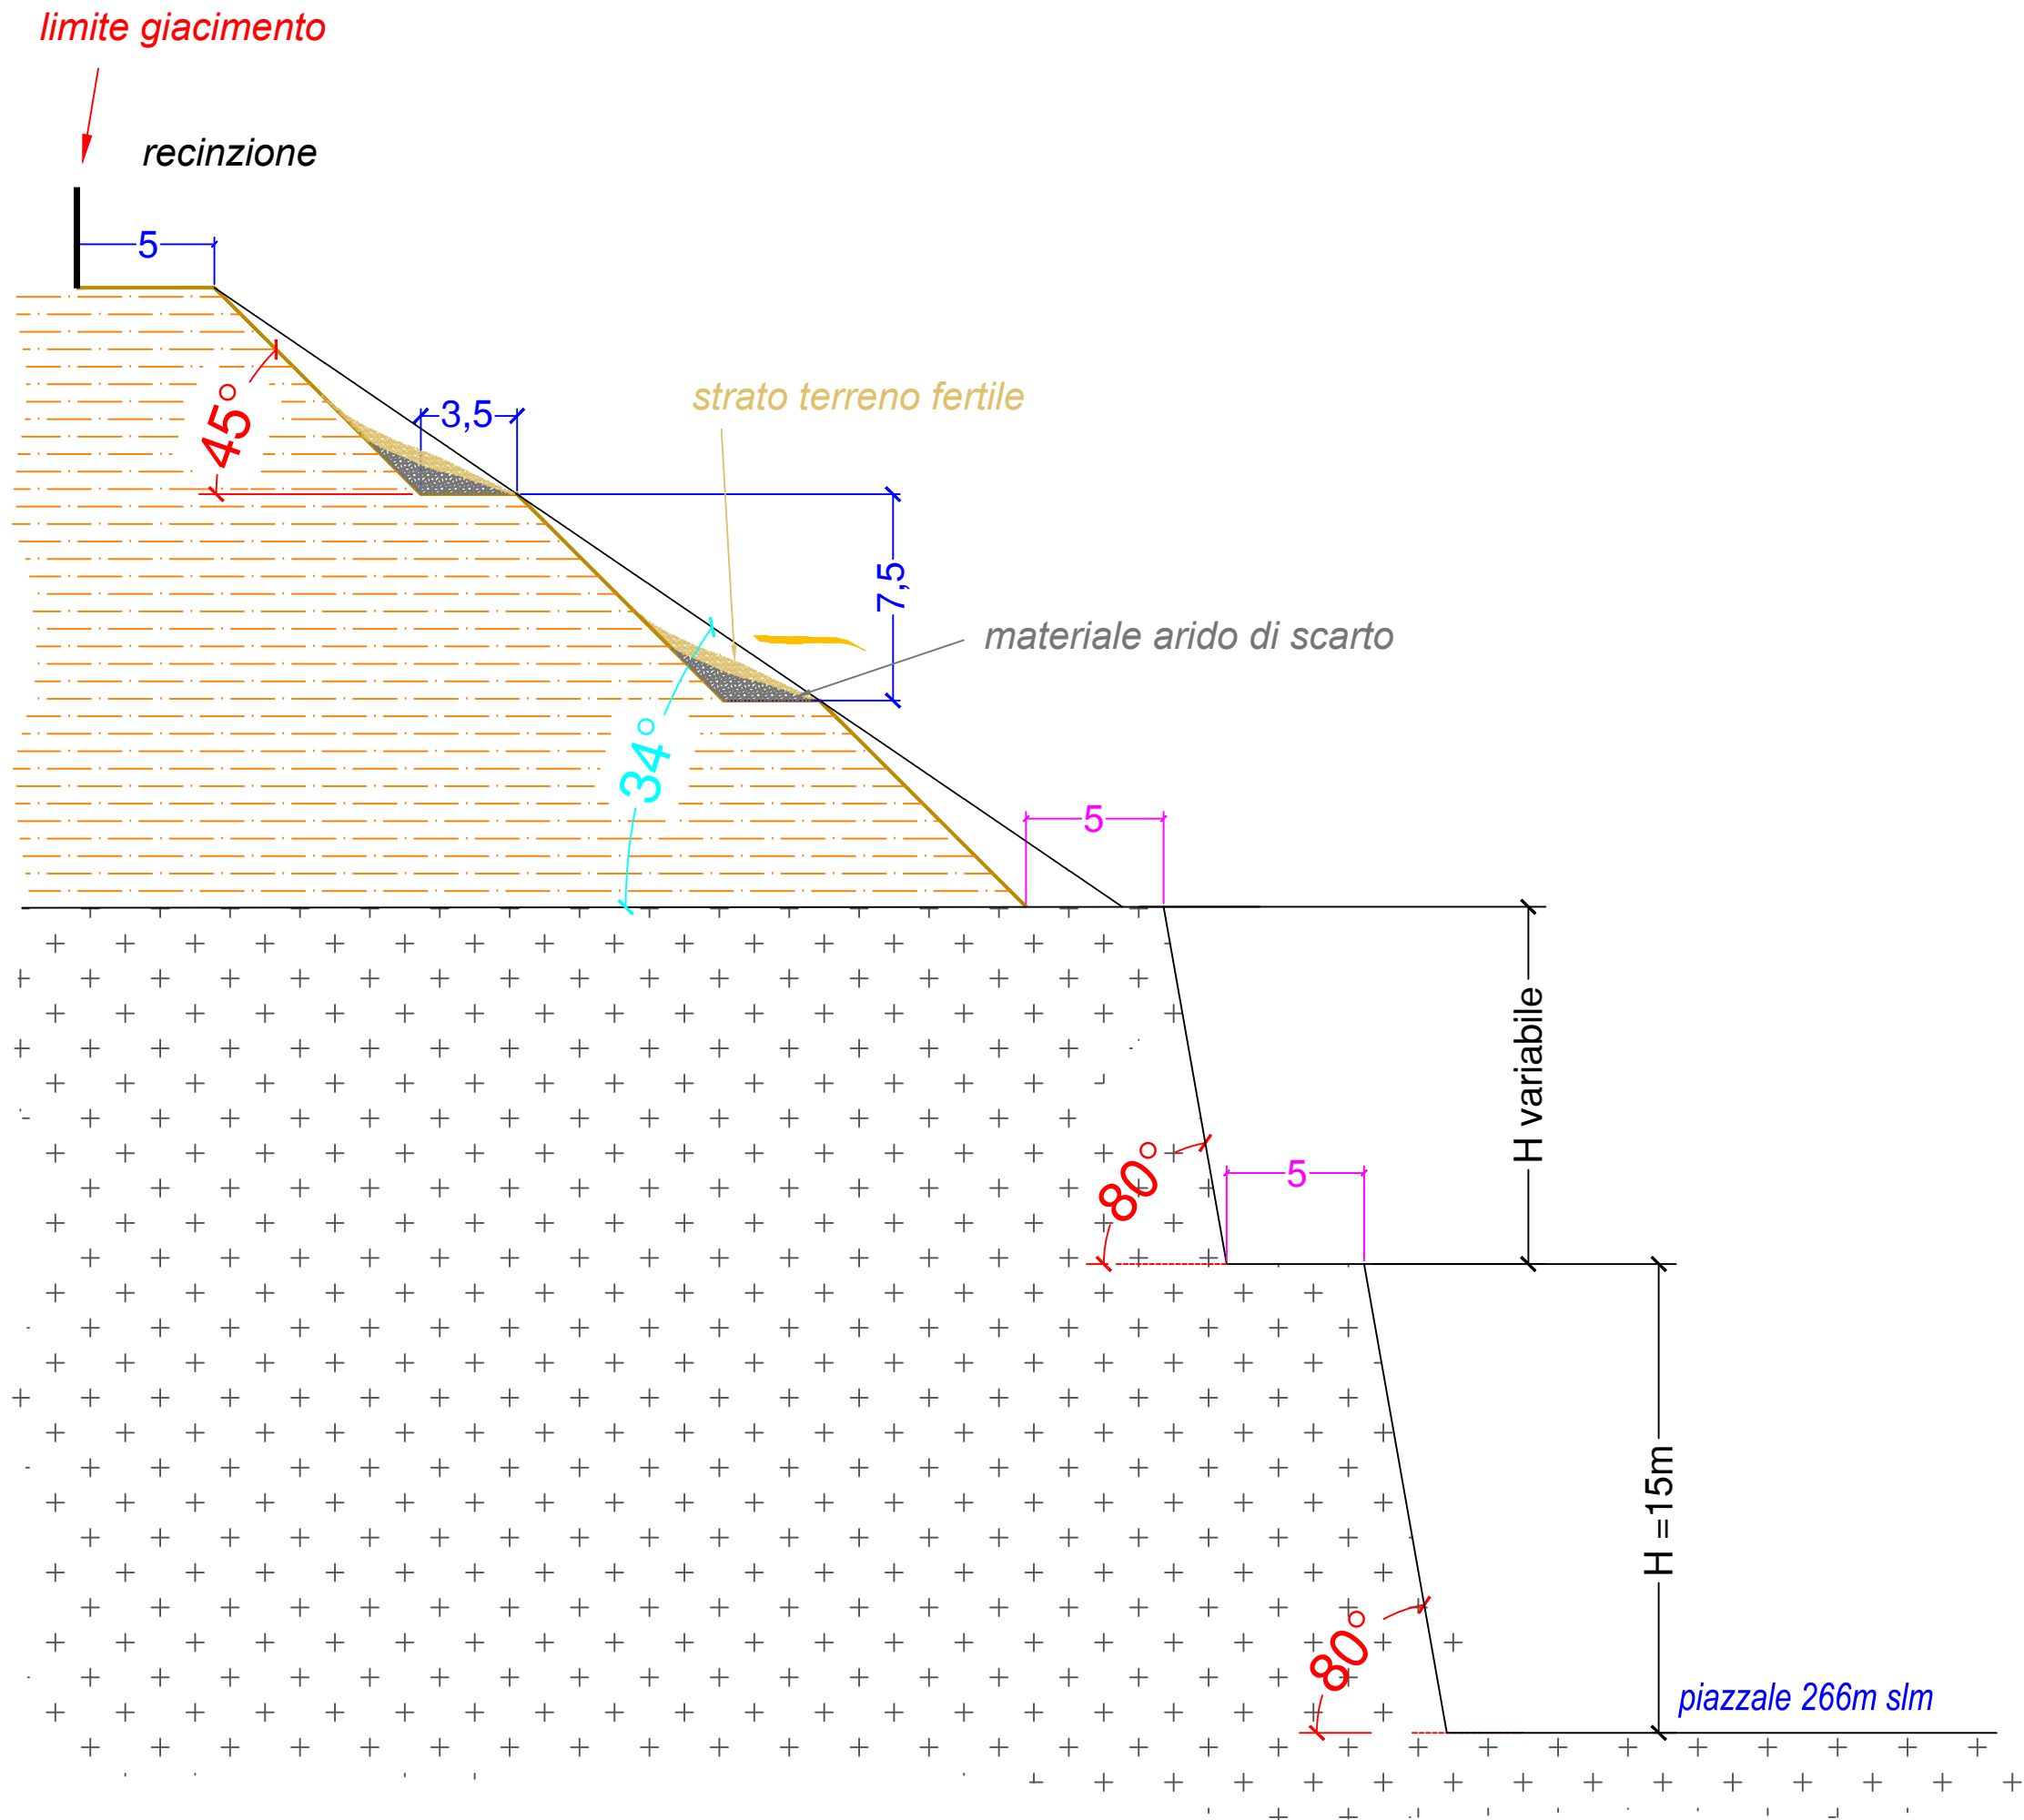 limite giacimento
recinzione
5
45°
3,5
strato terreno fertile
7,5
materiale arido di scarto
34°
5
H variabile
80°
5
H =15m
80°
piazzale 266m slm